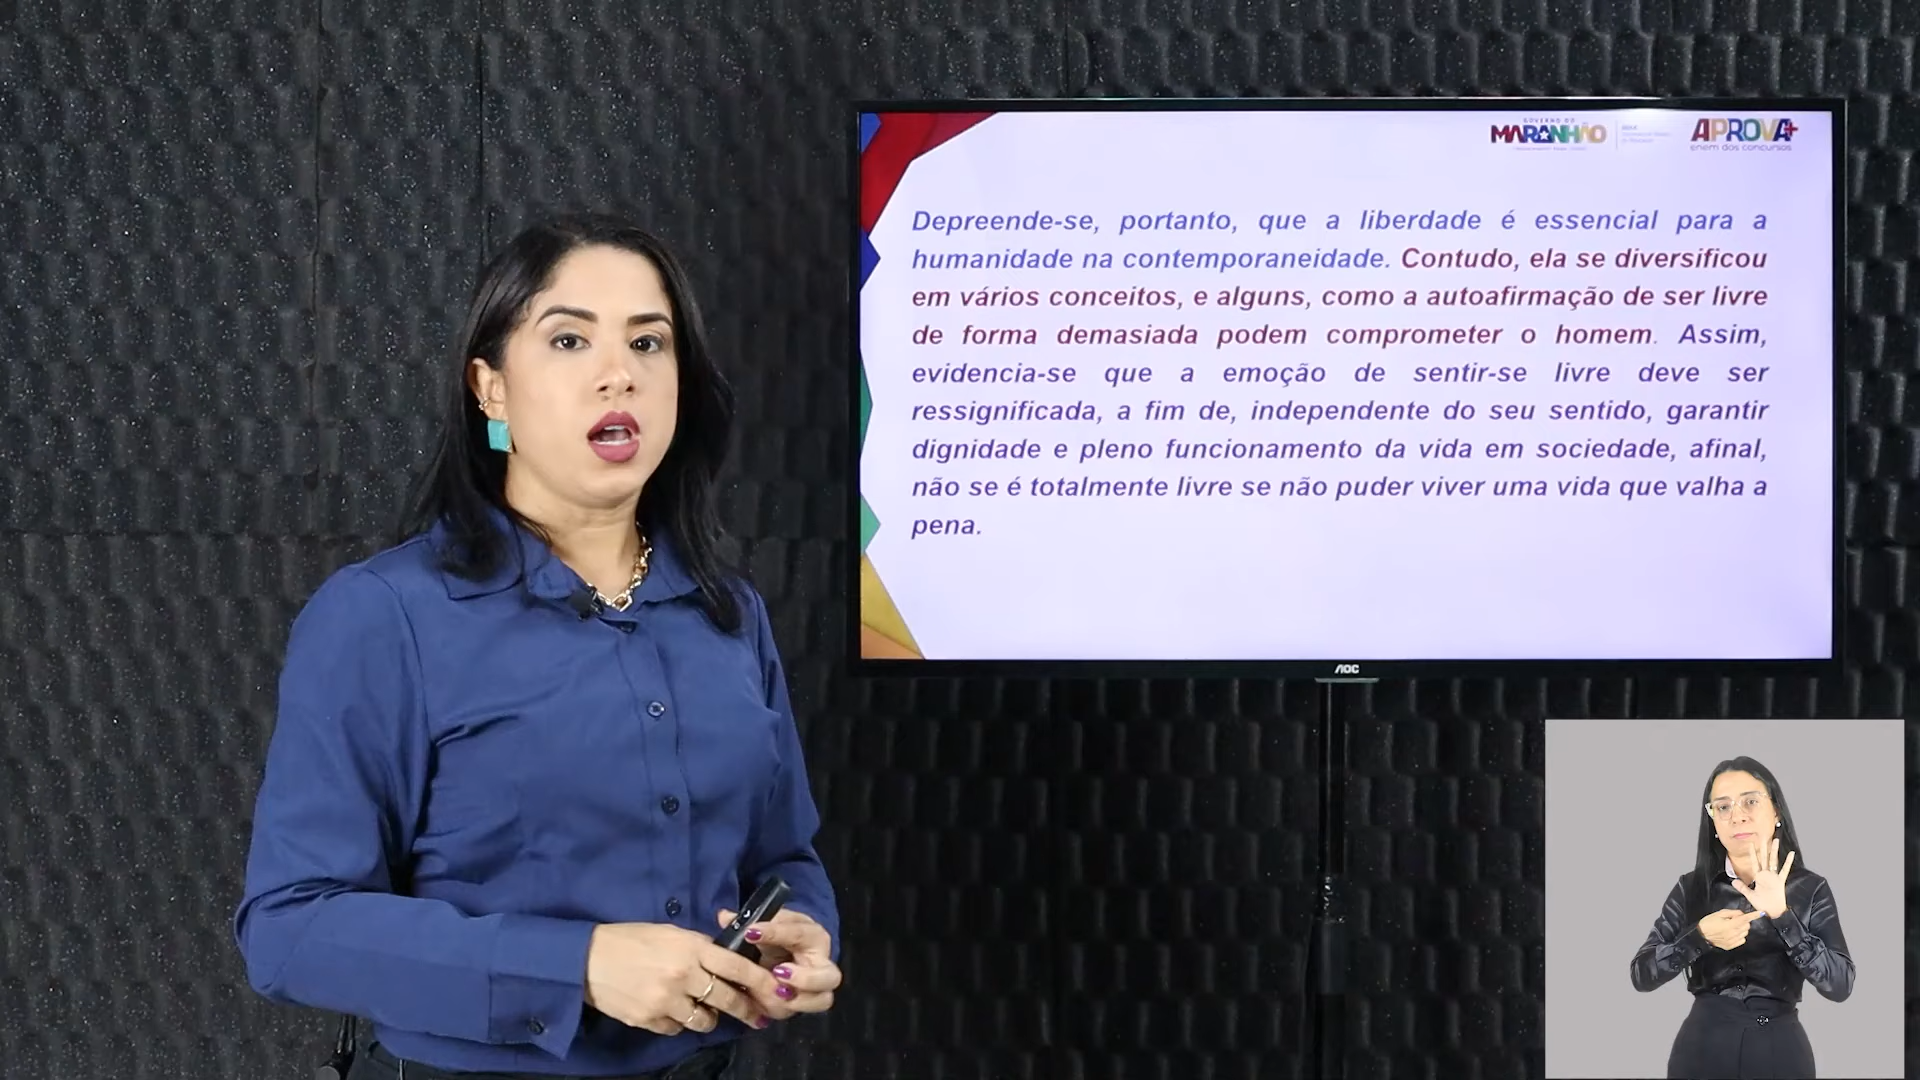 GOVERNO DO
MARANHÃO
APROVA+
enem dos concursos
Depreende-se, portanto, que a liberdade é essencial para a
humanidade na contemporaneidade. Contudo, ela se diversificou
em vários conceitos, e alguns, como a autoafirmação de ser livre
de forma demasiada podem comprometer o homem. Assim,
evidencia-se que a emoção de sentir-se livre deve ser
ressignificada, a fim de, independente do seu sentido, garantir
dignidade e pleno funcionamento da vida em sociedade, afinal,
não se é totalmente livre se não puder viver uma vida que valha a
pena.
AOC